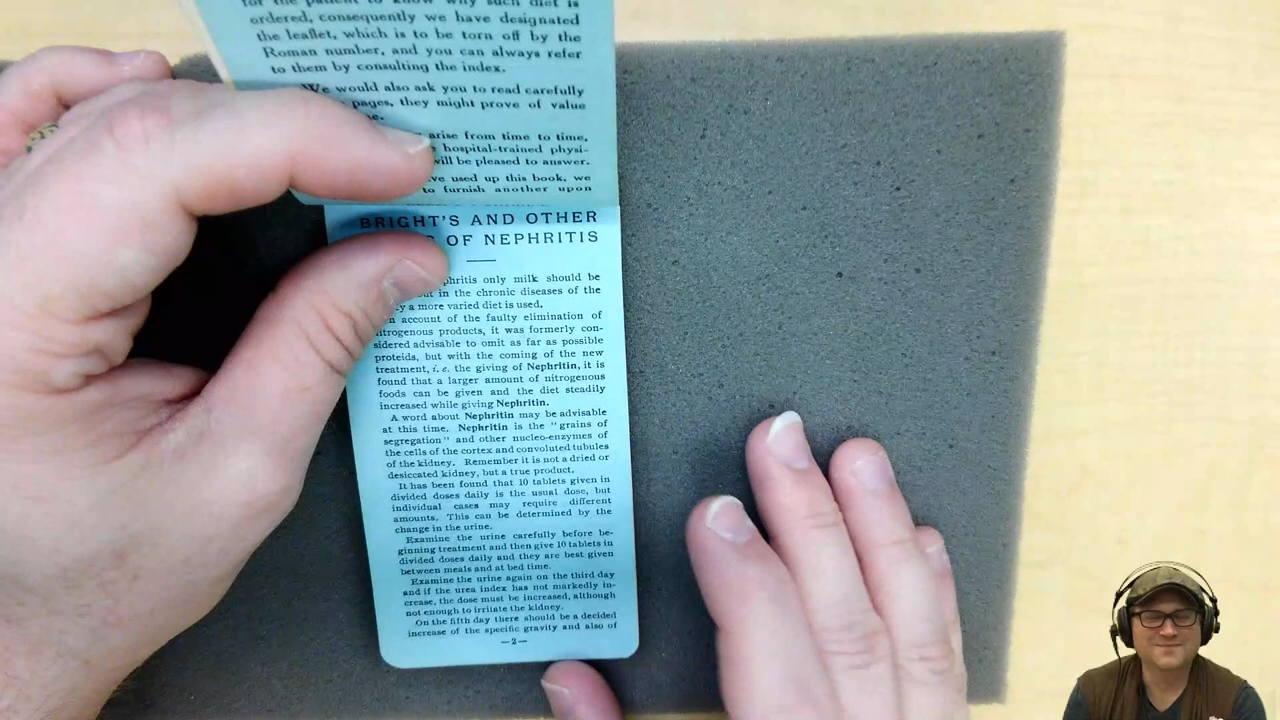 for the patient to know why such diet is
ordered, consequently we have designated
the leaflet, which is to be torn off by the
Roman number, and you can always refer
to them by consulting the index.
We would also ask you to read carefully
pages, they might prove of value
arise from time to time,
hospital-trained physi-
will be pleased to answer.
used up this book, we
to furnish another upon
BRIGHT'S AND OTHER
OF NEPHRITIS
only milk should be
in the chronic diseases of the
a more varied diet is used.
account of the faulty elimination of
nitrogenous products, it was formerly con-
sidered advisable to omit as far as possible
proteids, but with the coming of the new
treatment, i. e. the giving of Nephritin, it is
found that a larger amount of nitrogenous
foods can be given and the diet steadily
increased while giving Nephritin.
A word about Nephritin may be advisable
at this time. Nephritin is the "grains of
segregation" and other nucleo-enzymes of
the cells of the cortex and convoluted tubules
of the kidney. Remember it is not a dried or
desiccated kidney, but a true product.
It has been found that 10 tablets given in
divided doses daily is the usual dose, but
individual cases may require different
amounts. This can be determined by the
change in the urine.
Examine the urine carefully before be-
ginning treatment and then give 10 tablets in
divided doses daily and they are best given
between meals and at bed time.
Examine the urine again on the third day
and if the urea index has not markedly in-
crease, the dose must be increased, although
not enough to irritate the kidney.
On the fifth day there should be a decided
increase of the specific gravity and also of
—2—